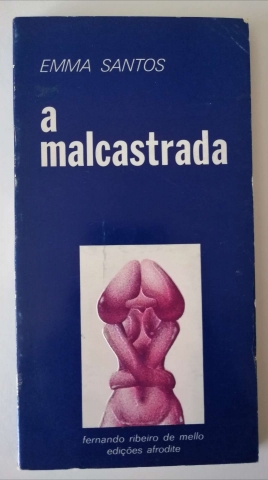 EMMA SANTOS
a
malcastrada
fernando ribeiro de mello
edições afrodite